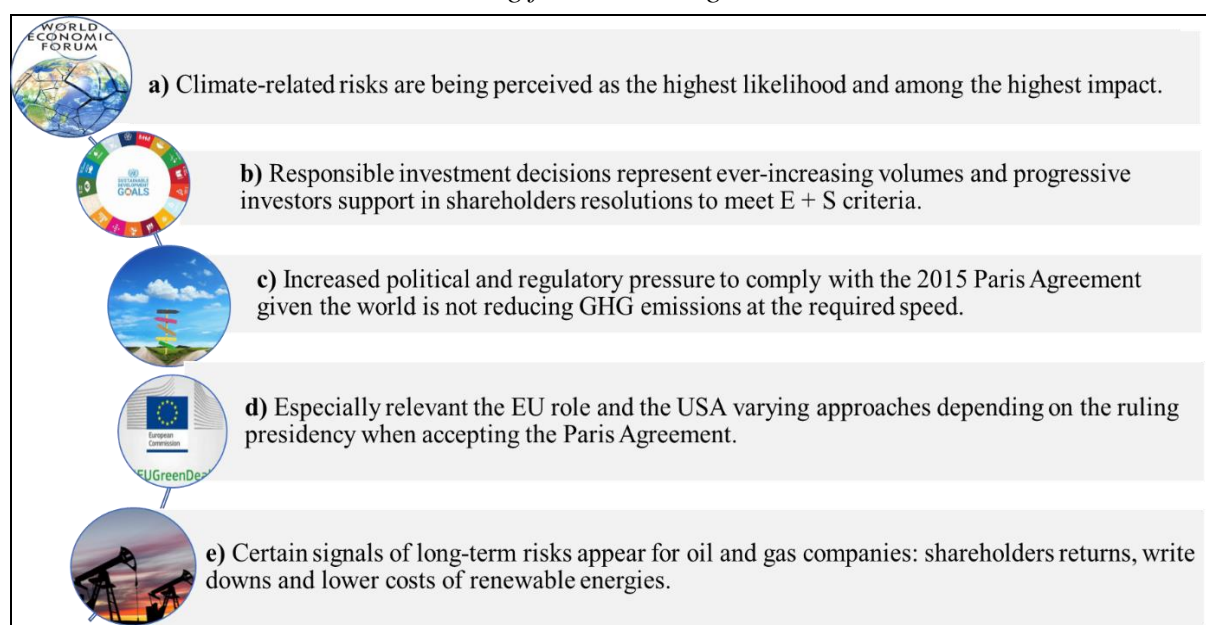 WORLD
ECONOMIC
FORUM
a) Climate-related risks are being perceived as the highest likelihood and among the highest impact.
SUSTAINABLE
DEVELOPMENT
GOALS
b) Responsible investment decisions represent ever-increasing volumes and progressive
investors support in shareholders resolutions to meet E + S criteria.
c) Increased political and regulatory pressure to comply with the 2015 Paris Agreement
given the world is not reducing GHG emissions at the required speed.
European
Commission
EUGreenDeal
d) Especially relevant the EU role and the USA varying approaches depending on the ruling
presidency when accepting the Paris Agreement.
e) Certain signals of long-term risks appear for oil and gas companies: shareholders returns, write
downs and lower costs of renewable energies.